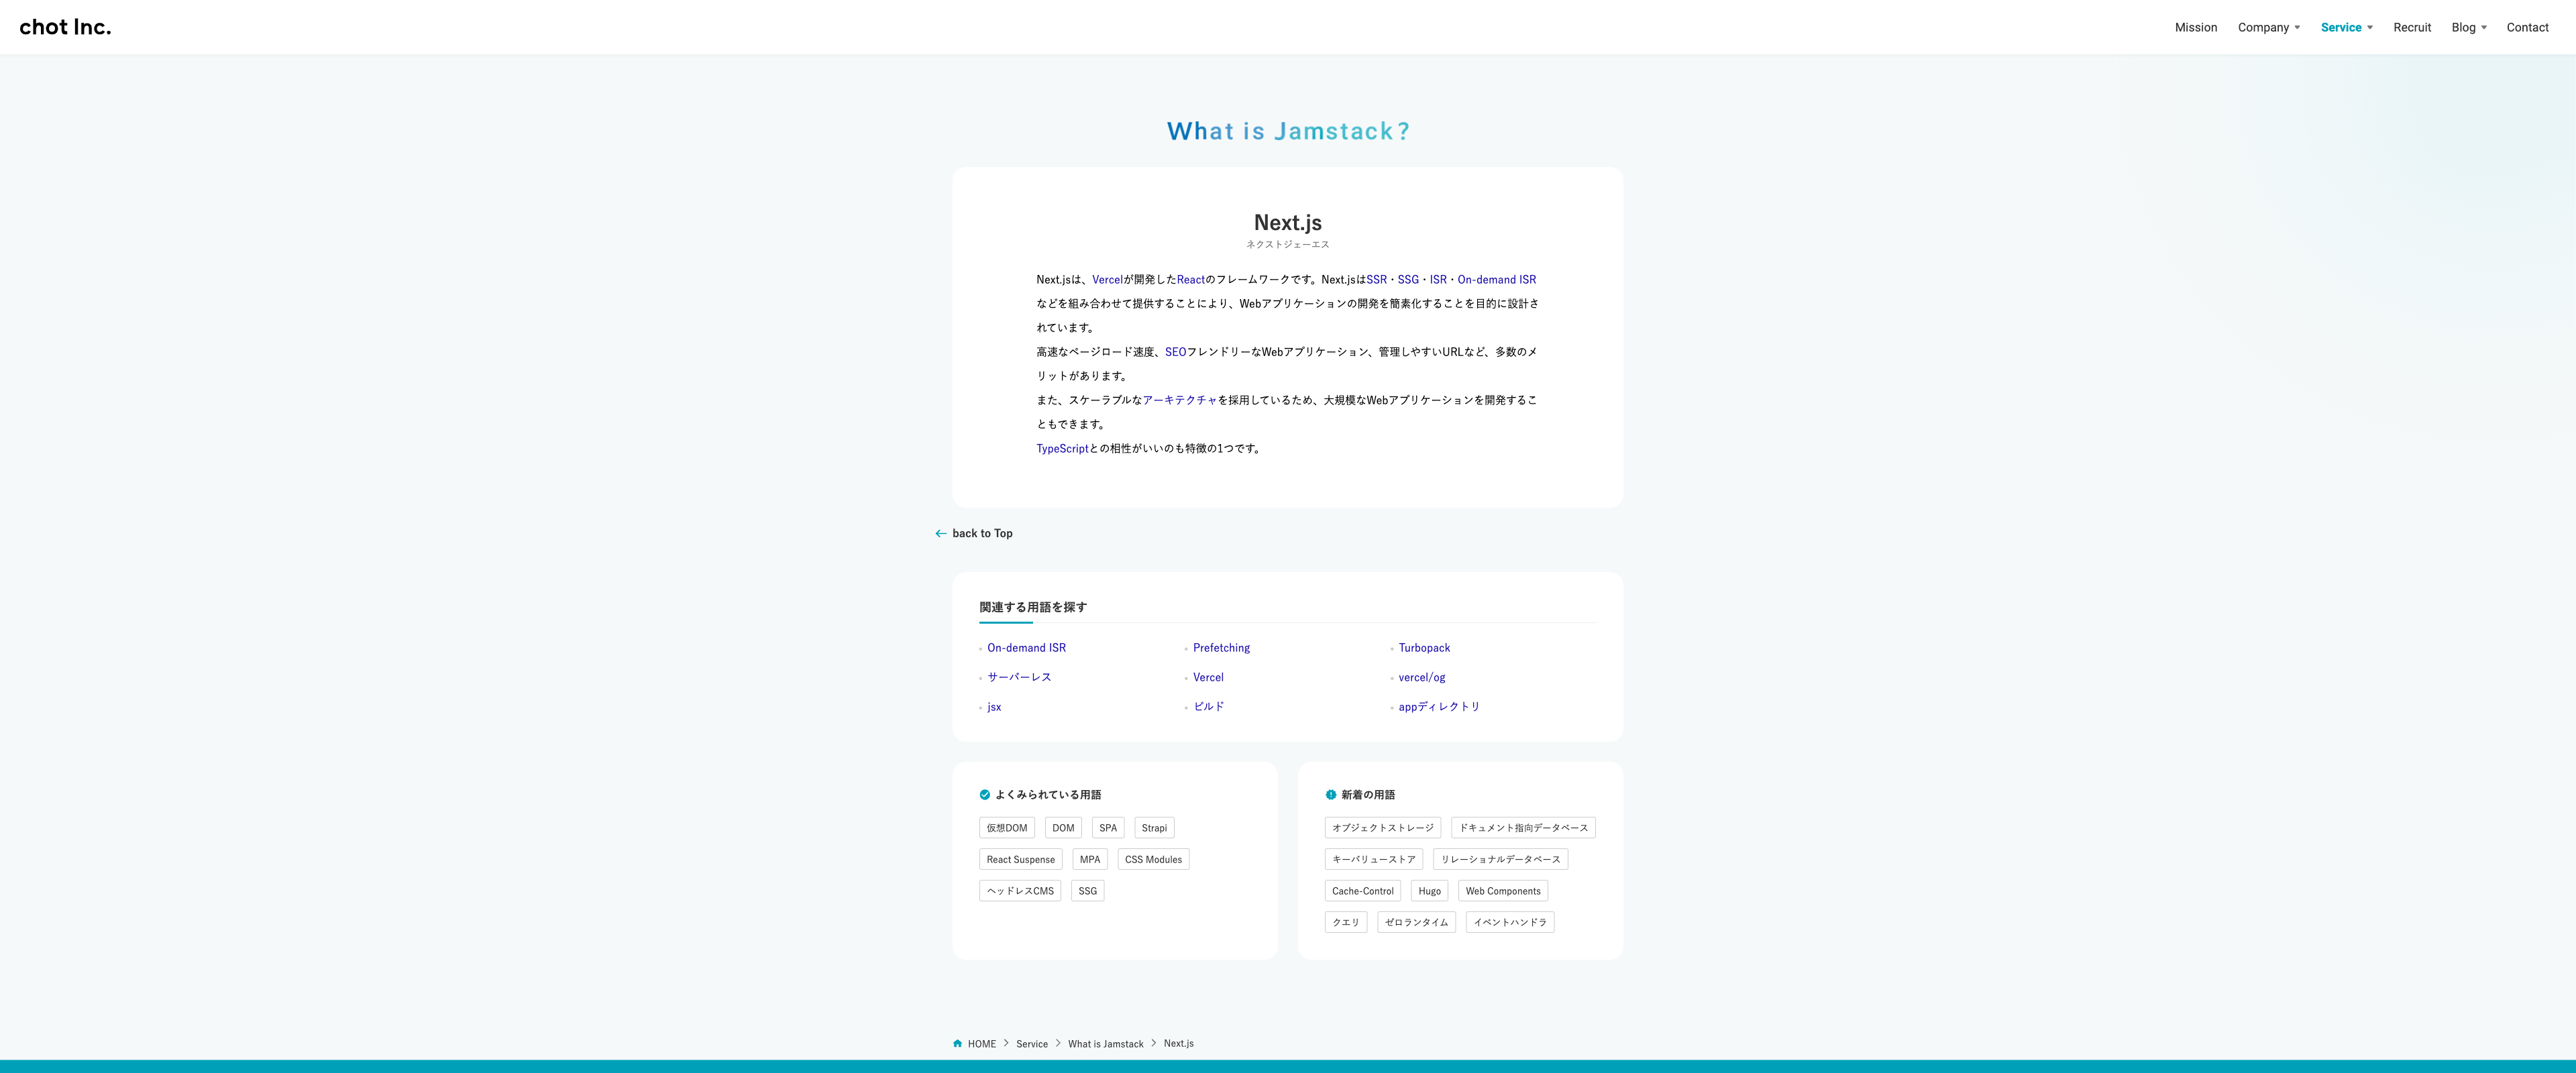 chot Inc.
Mission Company Service Recruit Blog Contact
What is Jamstack?
Next.js
ネクストジェーエス
Next.jsは、Vercelが開発したReactのフレームワークです。Next.jsはSSR・SSG・ISR・On-demand ISR
などを組み合わせて提供することにより、Webアプリケーションの開発を簡素化することを目的に設計さ
れています。
高速なページロード速度、SEOフレンドリーなWebアプリケーション、管理しやすいURLなど、多数のメ
リットがあります。
また、スケーラブルなアーキテクチャを採用しているため、大規模なWebアプリケーションを開発するこ
ともできます。
TypeScriptとの相性がいいのも特徴の1つです。
back to Top
関連する用語を探す
On-demand ISR Prefetching Turbopack
サーバーレス Vercel vercel/og
jsx ビルド appディレクトリ
よくみられている用語
仮想DOM DOM SPA Strapi
React Suspense MPA CSS Modules
ヘッドレスCMS SSG
新着の用語
オブジェクトストレージ ドキュメント指向データベース
キーバリューストア リレーショナルデータベース
Cache-Control Hugo Web Components
クエリ ゼロランタイム イベントハンドラ
HOME Service What is Jamstack Next.js